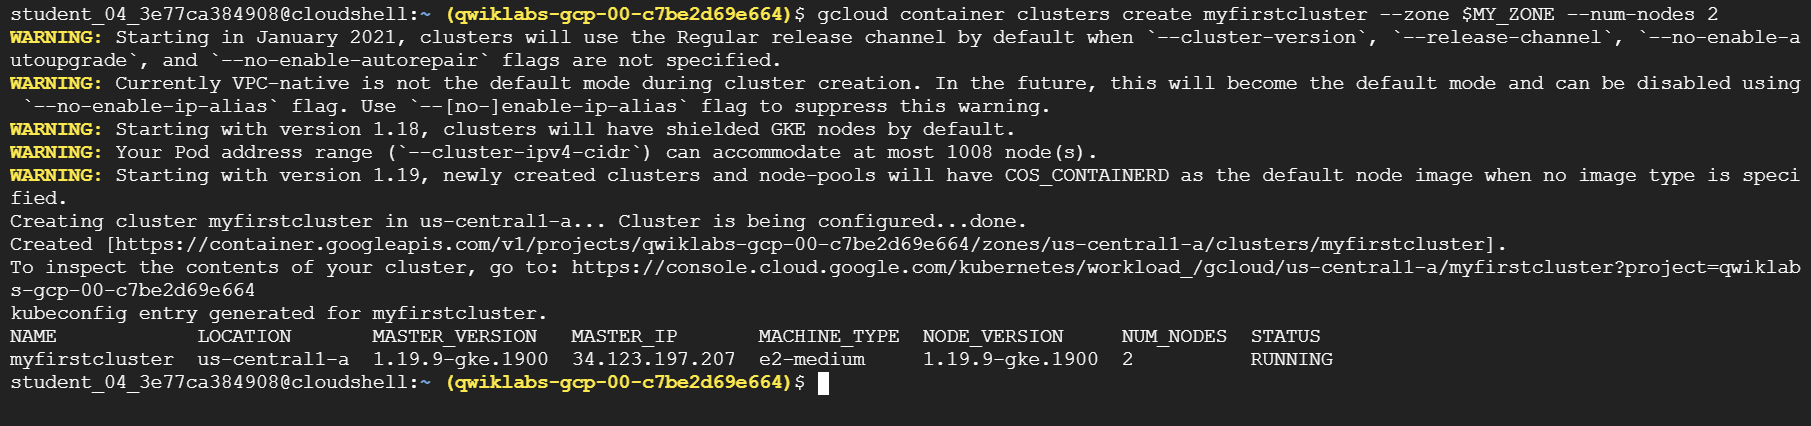 student_04_3e77ca384908@cloudshell:~ (qwiklabs-gcp-00-c7be2d69e664)$ gcloud container clusters create myfirstcluster --zone $MY_ZONE --num-nodes 2
WARNING: Starting in January 2021, clusters will use the Regular release channel by default when `--cluster-version`, `--release-channel`, `--no-enable-a
utoupgrade`, and `--no-enable-autorepair` flags are not specified.
WARNING: Currently VPC-native is not the default mode during cluster creation. In the future, this will become the default mode and can be disabled using
 `--no-enable-ip-alias` flag. Use `--[no-]enable-ip-alias` flag to suppress this warning.
WARNING: Starting with version 1.18, clusters will have shielded GKE nodes by default.
WARNING: Your Pod address range (`--cluster-ipv4-cidr`) can accommodate at most 1008 node(s).
WARNING: Starting with version 1.19, newly created clusters and node-pools will have COS_CONTAINERD as the default node image when no image type is speci
fied.
Creating cluster myfirstcluster in us-central1-a... Cluster is being configured...done.
Created [https://container.googleapis.com/v1/projects/qwiklabs-gcp-00-c7be2d69e664/zones/us-central1-a/clusters/myfirstcluster].
To inspect the contents of your cluster, go to: https://console.cloud.google.com/kubernetes/workload_/gcloud/us-central1-a/myfirstcluster?project=qwiklab
s-gcp-00-c7be2d69e664
kubeconfig entry generated for myfirstcluster.
NAME            LOCATION       MASTER_VERSION   MASTER_IP       MACHINE_TYPE  NODE_VERSION     NUM_NODES  STATUS
myfirstcluster  us-central1-a  1.19.9-gke.1900  34.123.197.207  e2-medium     1.19.9-gke.1900  2          RUNNING
student_04_3e77ca384908@cloudshell:~ (qwiklabs-gcp-00-c7be2d69e664)$